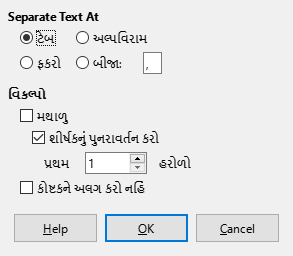 Separate Text At
ટેબ અલ્પવિરામ
ફકરો બીજા: ,
વિકલ્પો
મથાળુ
શીર્ષકનું પુનરાવર્તન કરો
પ્રથમ 1 હરોળો
કોષ્ટકને અલગ કરો નહિં
Help OK Cancel